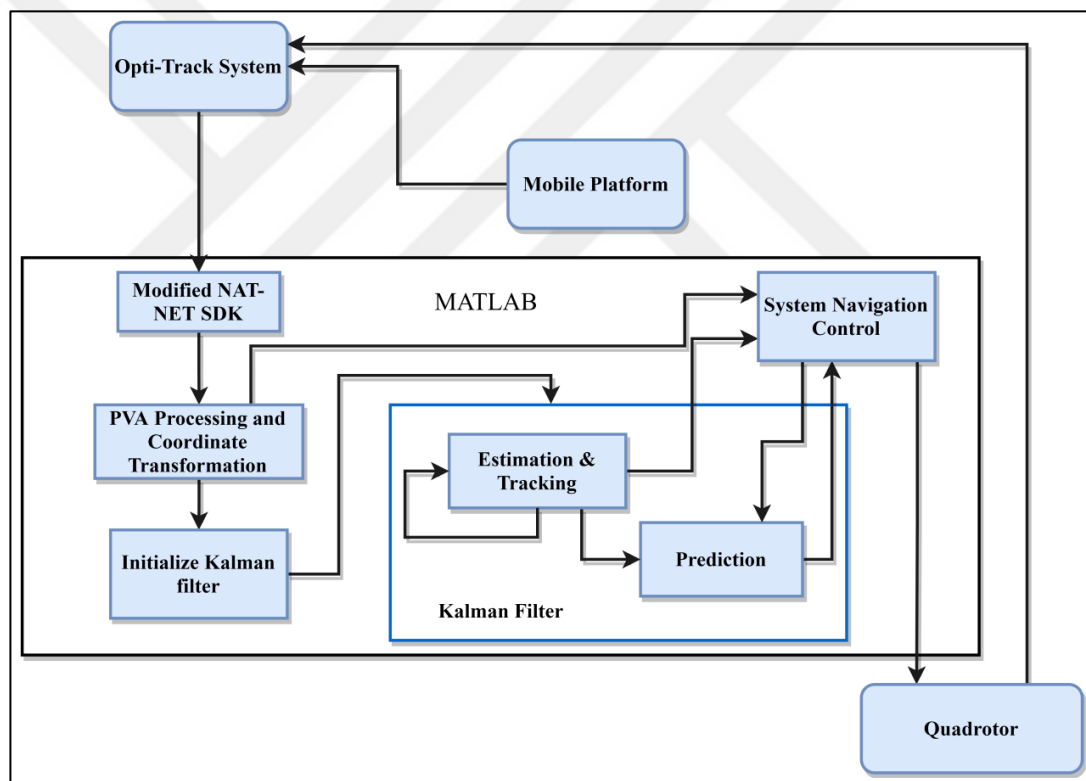 Opti-Track System
Mobile Platform
Modified NAT-
NET SDK
MATLAB
System Navigation
Control
PVA Processing and
Coordinate
Transformation
Estimation &
Tracking
Initialize Kalman
filter
Prediction
Kalman Filter
Quadrotor